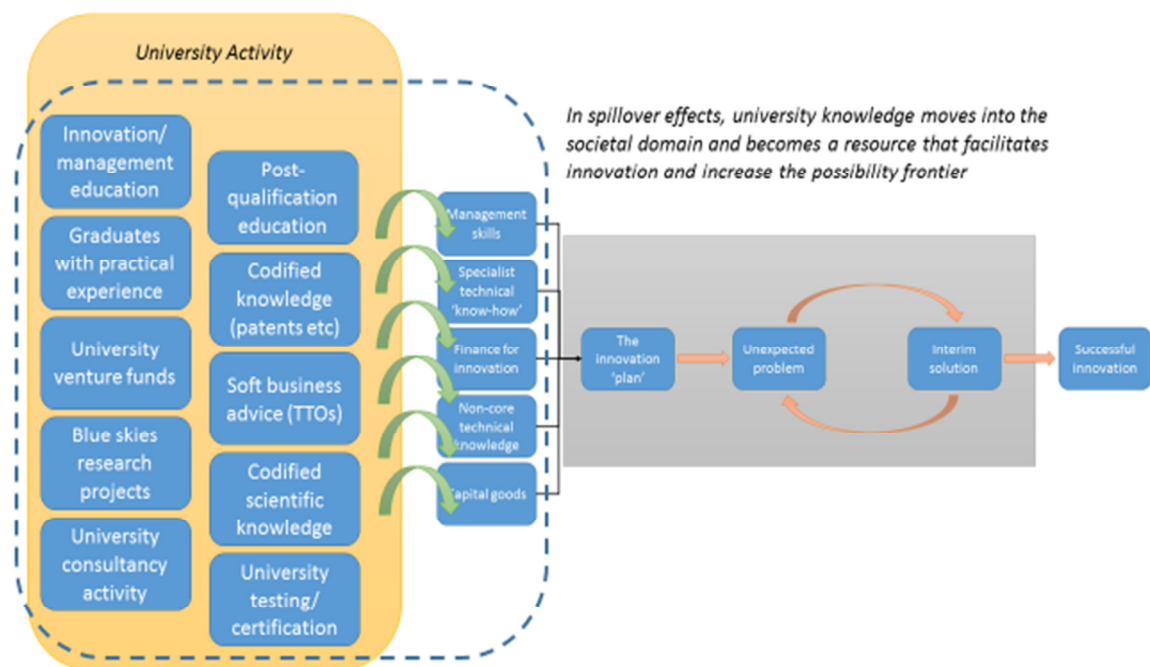 University Activity
In spillover effects, university knowledge moves into the
societal domain and becomes a resource that facilitates
innovation and increase the possibility frontier
Innovation/
management
education
Graduates
with practical
experience
University
venture funds
Blue skies
research
projects
University
consultancy
activity
Post-
qualification
education
Codified
knowledge
(patents etc)
Soft business
advice (TTOs)
Codified
scientific
knowledge
University
testing/
certification
Management
skills
Specialist
technical
'know-how'
Finance for
innovation
Non-core
technical
knowledge
Capital goods
The
innovation
'plan'
Unexpected
problem
Interim
solution
Successful
innovation